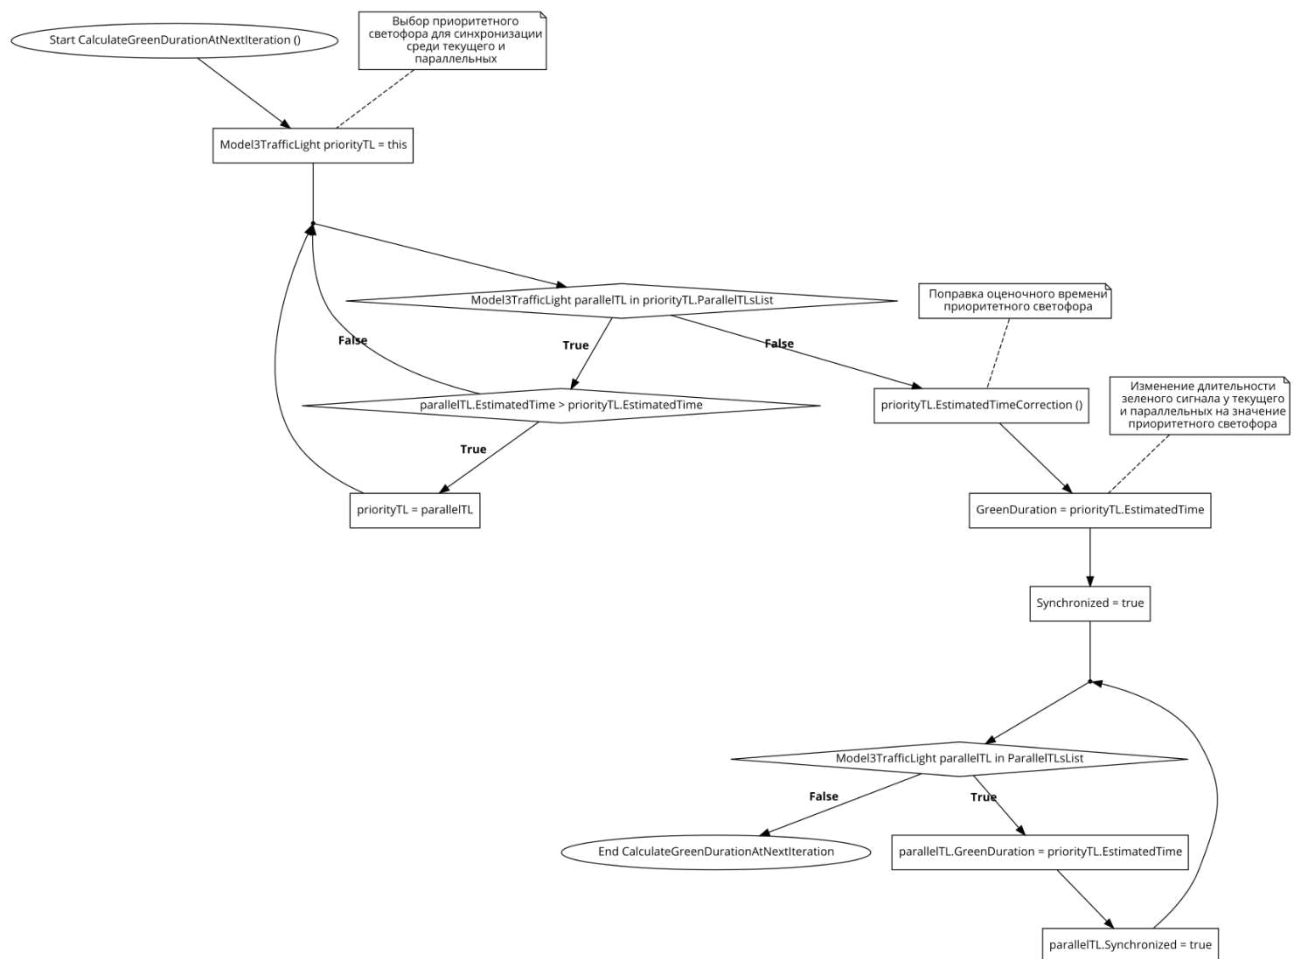 Start CalculateGreenDurationAtNextIteration ()
Выбор приоритетного
светофора для синхронизации
среди текущего и
параллельных
Model3TrafficLight priorityTL = this
Model3TrafficLight parallelTL in priorityTL.ParallelTLsList
Поправка оценочного времени
приоритетного светофора
False
True
False
parallelTL.EstimatedTime > priorityTL.EstimatedTime
priorityTL.EstimatedTimeCorrection ()
Изменение длительности
зеленого сигнала у текущего
и параллельных на значение
приоритетного светофора
True
priorityTL = parallelTL
GreenDuration = priorityTL.EstimatedTime
Synchronized = true
Model3TrafficLight parallelTL in ParallelTLsList
False
True
End CalculateGreenDurationAtNextIteration
parallelTL.GreenDuration = priorityTL.EstimatedTime
parallelTL.Synchronized = true